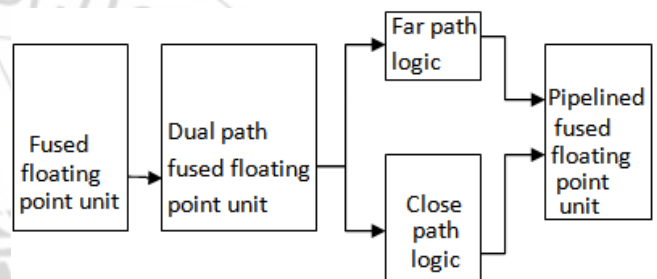 Fused
floating
point unit
Dual path
fused floating
point unit
Far path
logic
Close
path
logic
Pipelined
fused
floating
point
unit